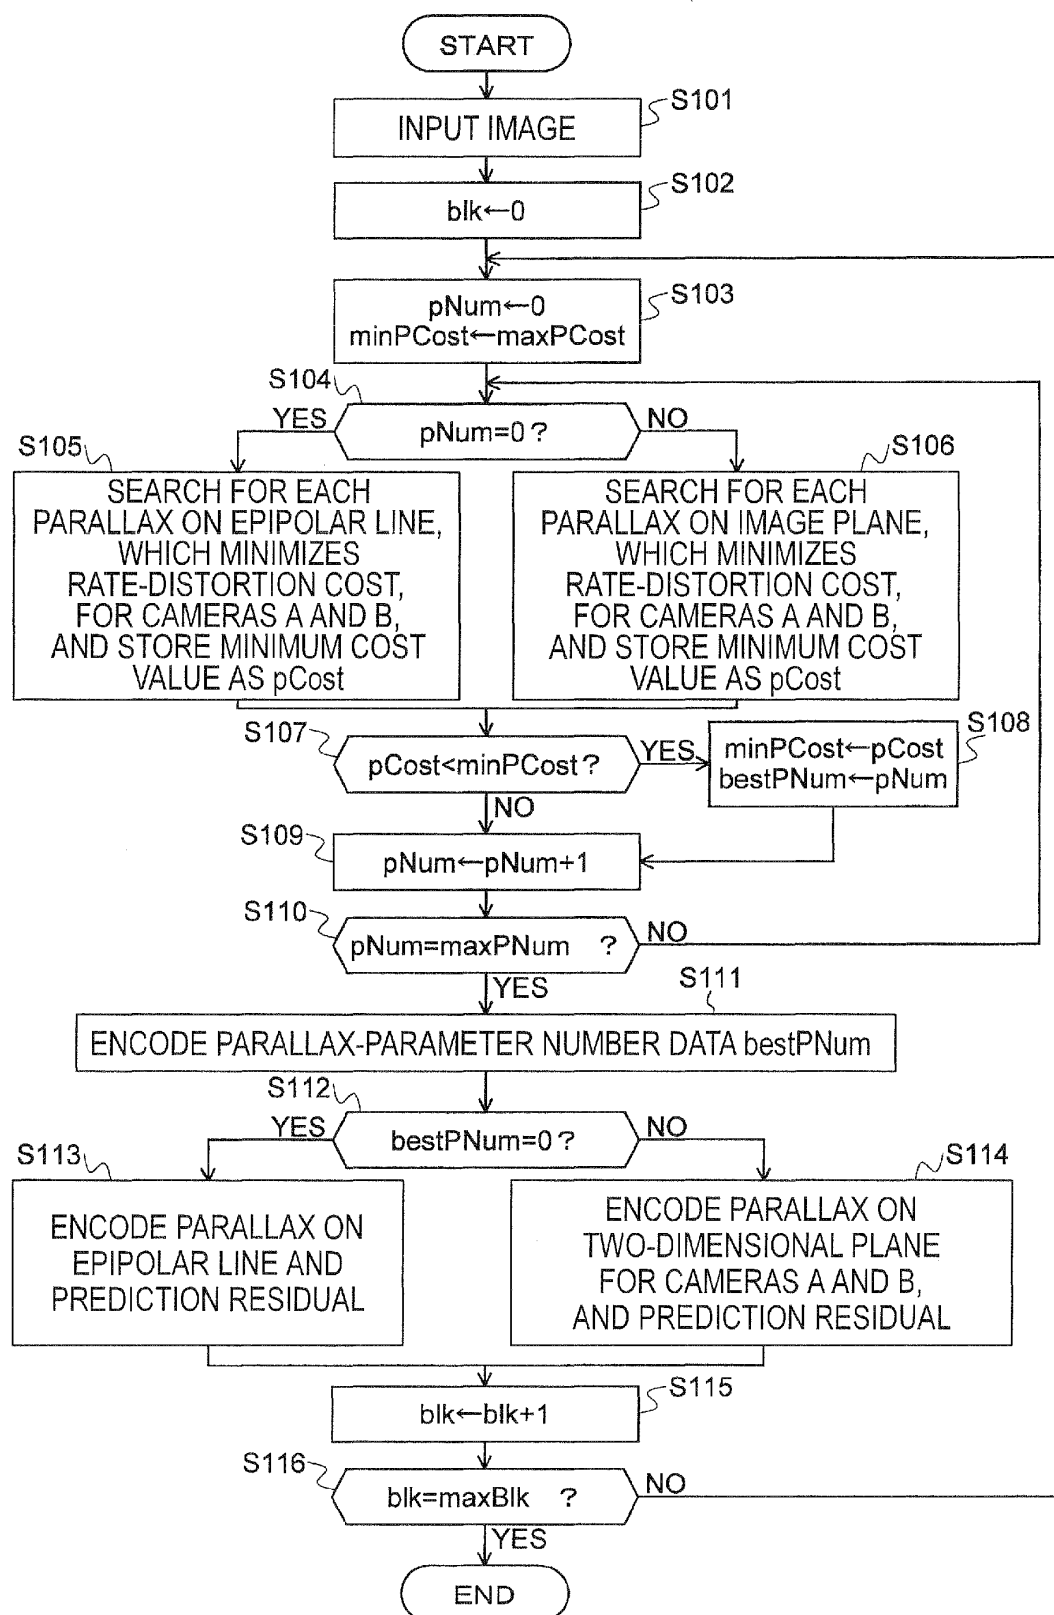 START
S101
INPUT IMAGE
S102
blk←0
S103
pNum←0
minPCost←maxPCost
S104
YES
pNum=0?
NO
S105
SEARCH FOR EACH
PARALLAX ON EPIPOLAR LINE,
WHICH MINIMIZES
RATE-DISTORTION COST,
FOR CAMERAS A AND B,
AND STORE MINIMUM COST
VALUE AS pCost
S106
SEARCH FOR EACH
PARALLAX ON IMAGE PLANE,
WHICH MINIMIZES
RATE-DISTORTION COST,
FOR CAMERAS A AND B,
AND STORE MINIMUM COST
VALUE AS pCost
S107
pCost<minPCost?
YES
S108
minPCost←pCost
bestPNum←pNum
NO
S109
pNum←pNum+1
S110
pNum=maxPNum ?
NO
YES
S111
ENCODE PARALLAX-PARAMETER NUMBER DATA bestPNum
S112
YES
bestPNum=0?
NO
S113
ENCODE PARALLAX ON
EPIPOLAR LINE AND
PREDICTION RESIDUAL
S114
ENCODE PARALLAX ON
TWO-DIMENSIONAL PLANE
FOR CAMERAS A AND B,
AND PREDICTION RESIDUAL
S115
blk←blk+1
S116
blk=maxBlk ?
NO
YES
END